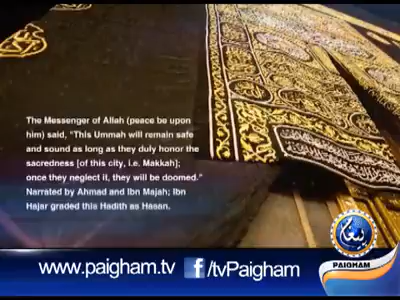 The Messenger of Allah (peace be upon
him) said, "This Ummah will remain safe
and sound as long as they duly honor the
sacredness [of this city, i.e. Makkah];
once they neglect it, they will be doomed."
Narrated by Ahmad and Ibn Majah; Ibn
Hajar graded this Hadith as Hasan.
www.paigham.tv f/tvPaigham
پیغام
PAIGHAM